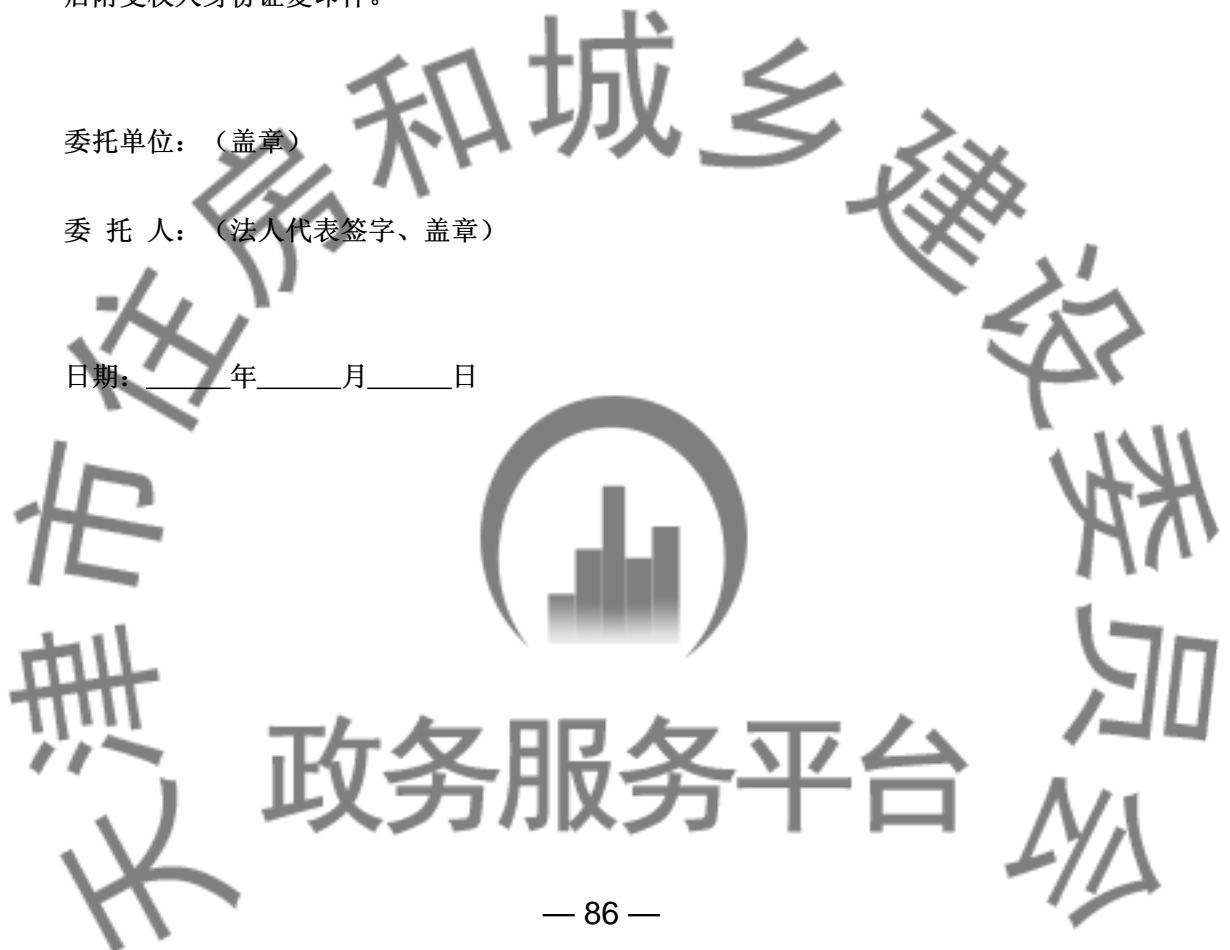 后附受权人身份证复印件。
委托单位：（盖章）
委 托 人：（法人代表签字、盖章）
日期：______年______月______日
天津市住房和城乡建设委员会
政务服务平台
— 86 —